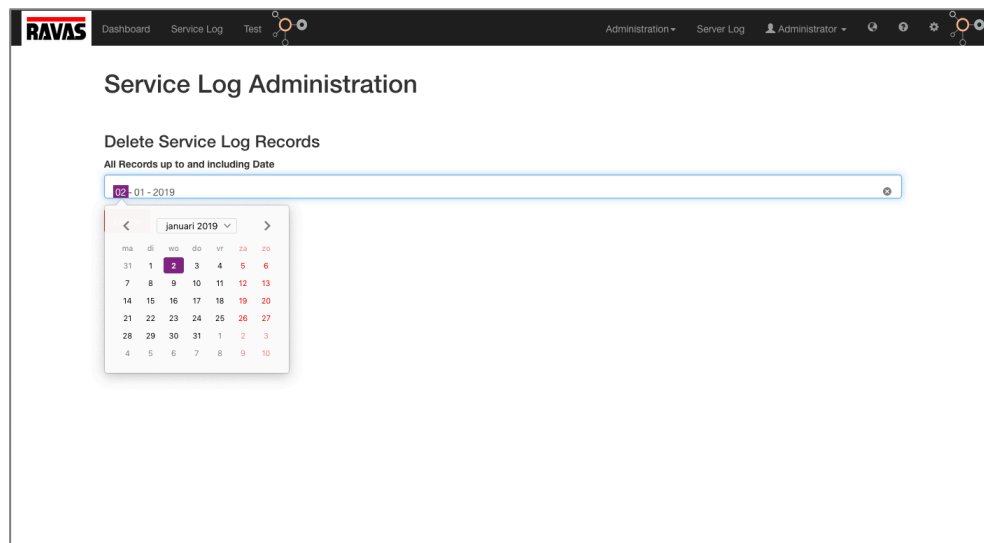 RAVAS Dashboard Service Log Test Administration Server Log Administrator
Service Log Administration
Delete Service Log Records
All Records up to and including Date
02 - 01 - 2019
januari 2019
ma di wo do vr za zo
31 1 2 3 4 5 6
7 8 9 10 11 12 13
14 15 16 17 18 19 20
21 22 23 24 25 26 27
28 29 30 31 1 2 3
4 5 6 7 8 9 10